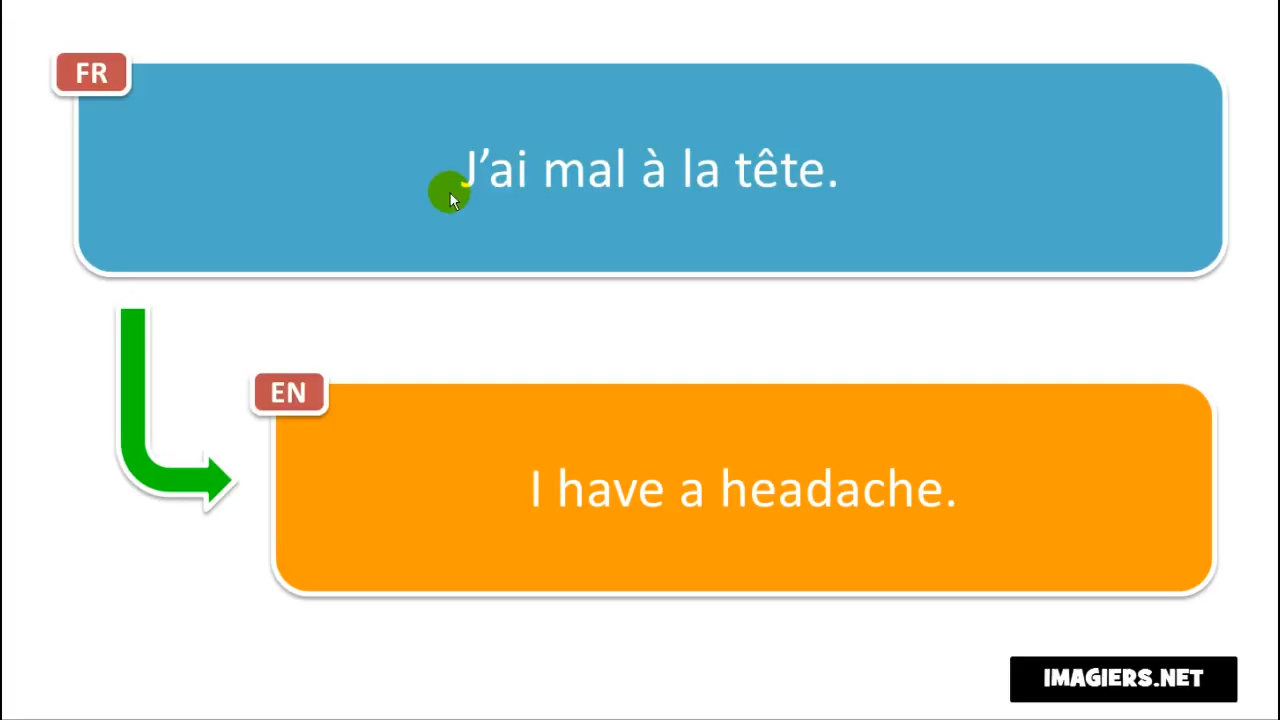 FR
J’ai mal à la tête.
EN
I have a headache.
IMAGIERS.NET